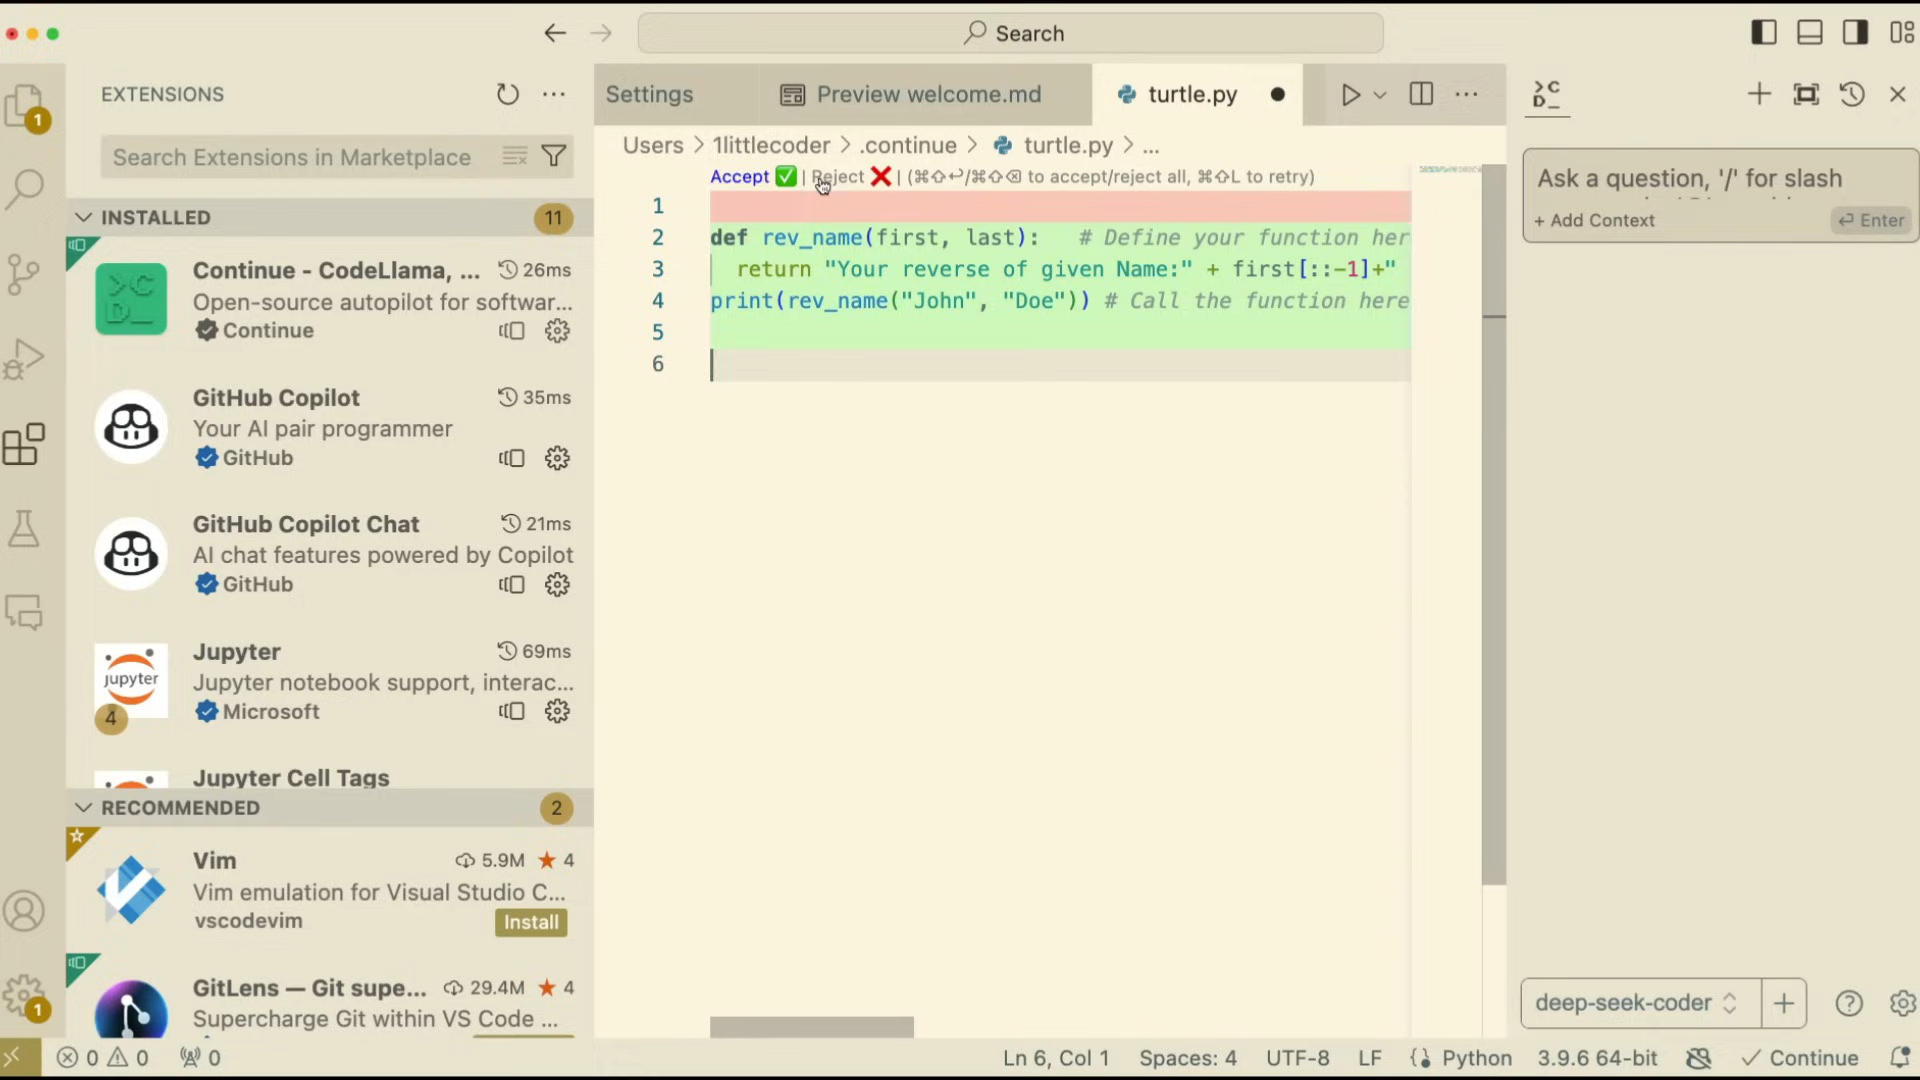 Search
EXTENSIONS
Search Extensions in Marketplace
INSTALLED
11
Continue - CodeLlama, ...
26ms
Open-source autopilot for softwar...
Continue
GitHub Copilot
35ms
Your AI pair programmer
GitHub
GitHub Copilot Chat
21ms
AI chat features powered by Copilot
GitHub
Jupyter
69ms
Jupyter notebook support, interac...
Microsoft
jupyter
4
Jupyter Cell Tags
RECOMMENDED
2
Vim
5.9M ★ 4
Vim emulation for Visual Studio C...
vscodevim
Install
GitLens — Git supe...
29.4M ★ 4
Supercharge Git within VS Code ...
1
1
Settings
Preview welcome.md
turtle.py
Users > 1littlecoder > .continue > turtle.py > ...
Accept ✅ | Reject ❌ | (⌘⇧⏎/⌘⇧⌫ to accept/reject all, ⌘⇧L to retry)
1
2 def rev_name(first, last):   # Define your function her
3   return "Your reverse of given Name:" + first[::-1]+"
4 print(rev_name("John", "Doe")) # Call the function here
5
6
Ask a question, '/' for slash
+ Add Context
⏎ Enter
deep-seek-coder
0
0
0
Ln 6, Col 1
Spaces: 4
UTF-8
LF
Python
3.9.6 64-bit
Continue